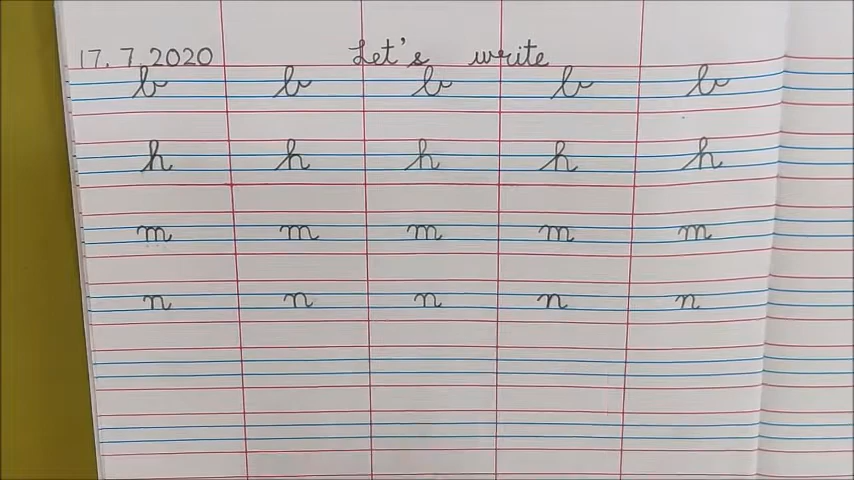 17.7.2020 Let's write
b b b b b
h h h h h
m m m m m
n n n n n